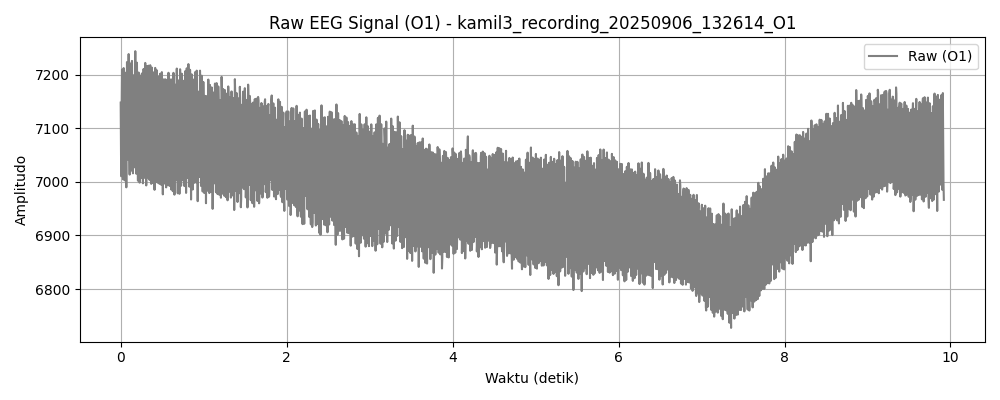 Raw EEG Signal (O1) - kamil3_recording_20250906_132614_O1
Raw (O1)
7200
7100
7000
6900
6800
Amplitudo
0 2 4 6 8 10
Waktu (detik)